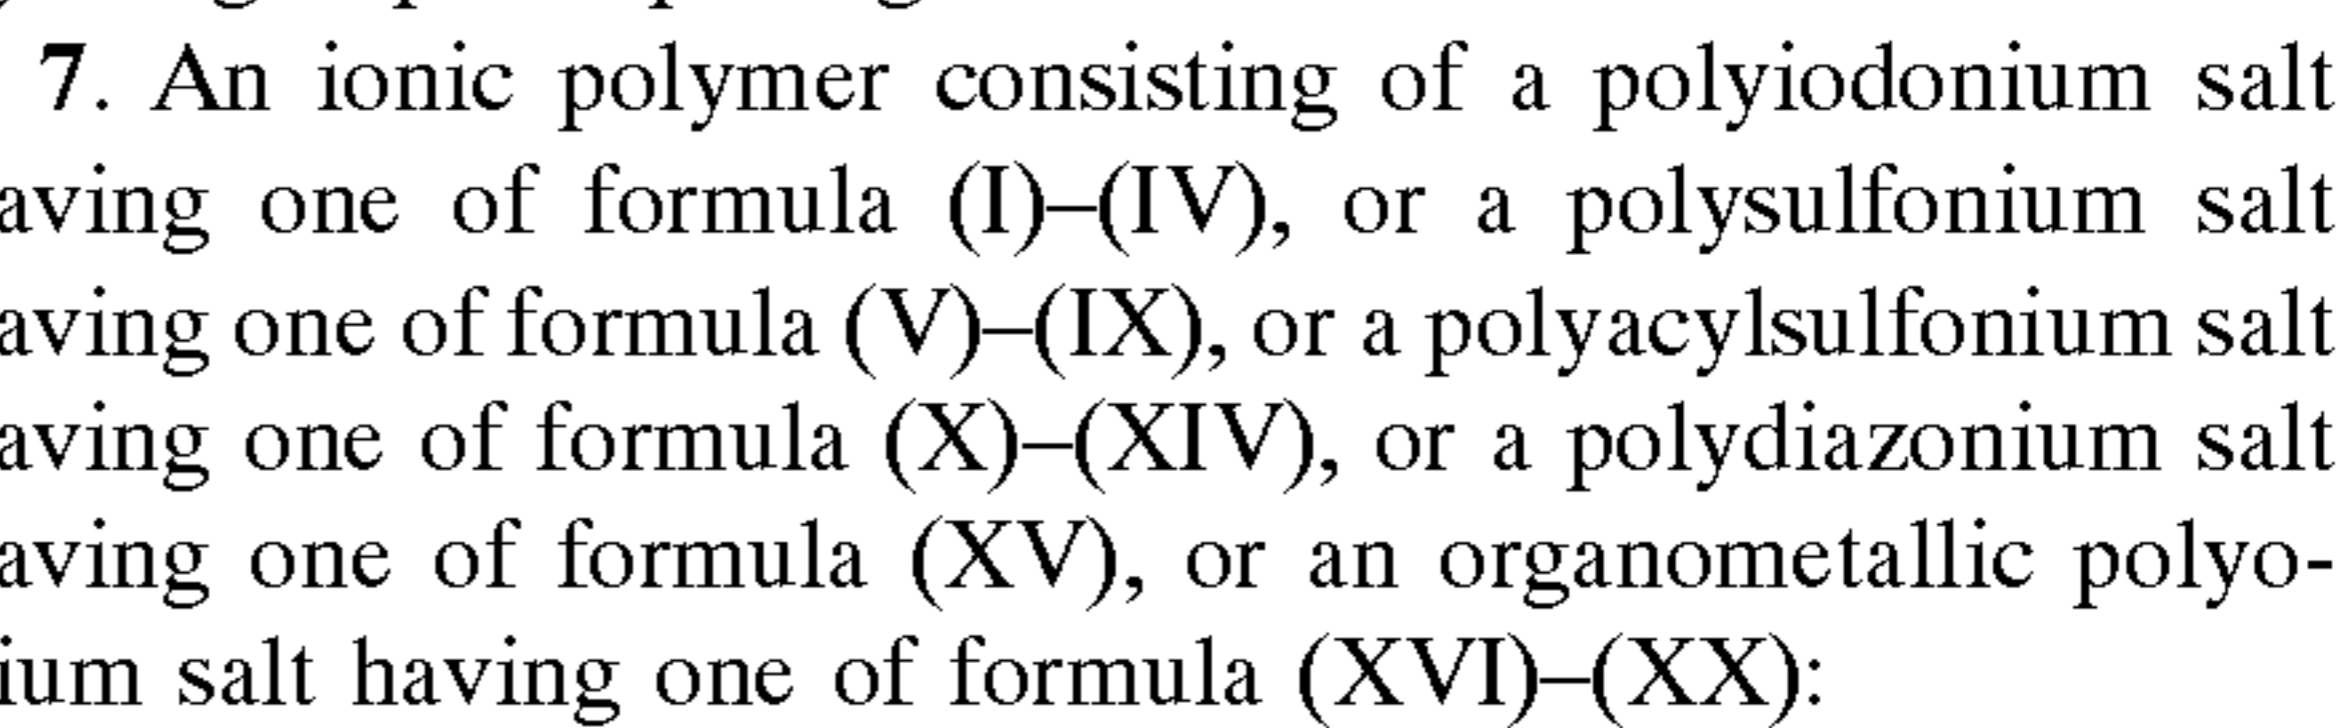 7. An ionic polymer consisting of a polyiodonium salt
aving one of formula (I)–(IV), or a polysulfonium salt
aving one of formula (V)–(IX), or a polyacylsulfonium salt
aving one of formula (X)–(XIV), or a polydiazonium salt
aving one of formula (XV), or an organometallic polyo-
ium salt having one of formula (XVI)–(XX):